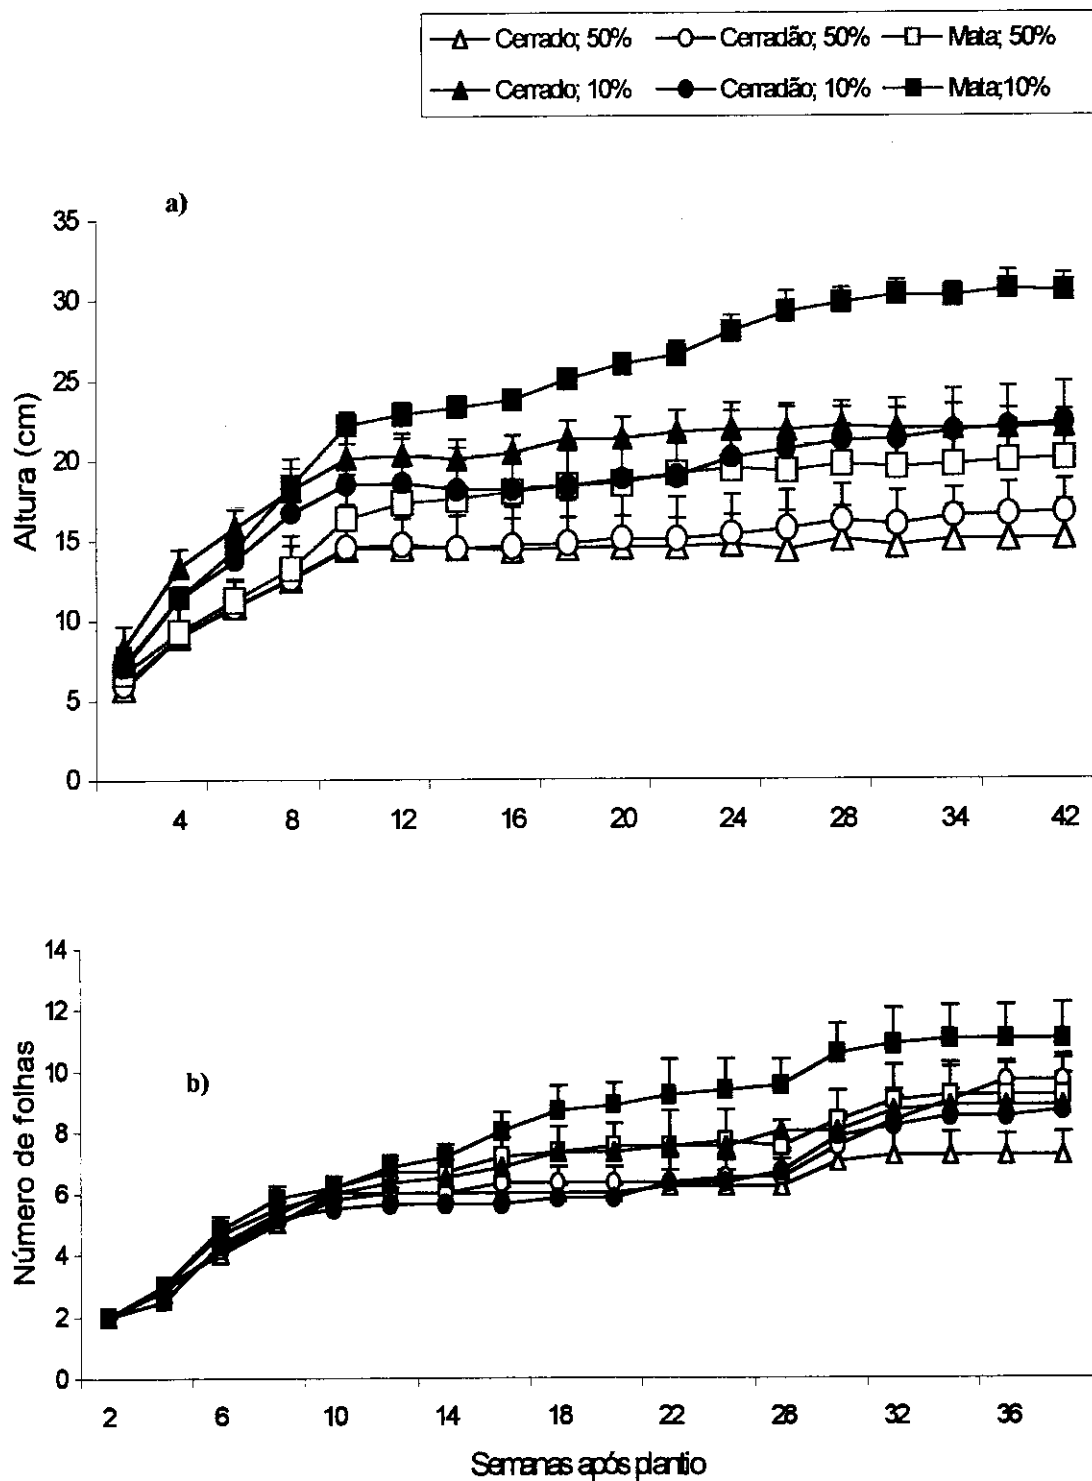 Cerrado; 50% Cerradão; 50% Mata; 50%
Cerrado; 10% Cerradão; 10% Mata;10%
a)
Altura (cm)
35
30
25
20
15
10
5
0
4 8 12 16 20 24 28 34 42
b)
Número de folhas
14
12
10
8
6
4
2
0
2 6 10 14 18 22 26 32 36
Semanas após plantio